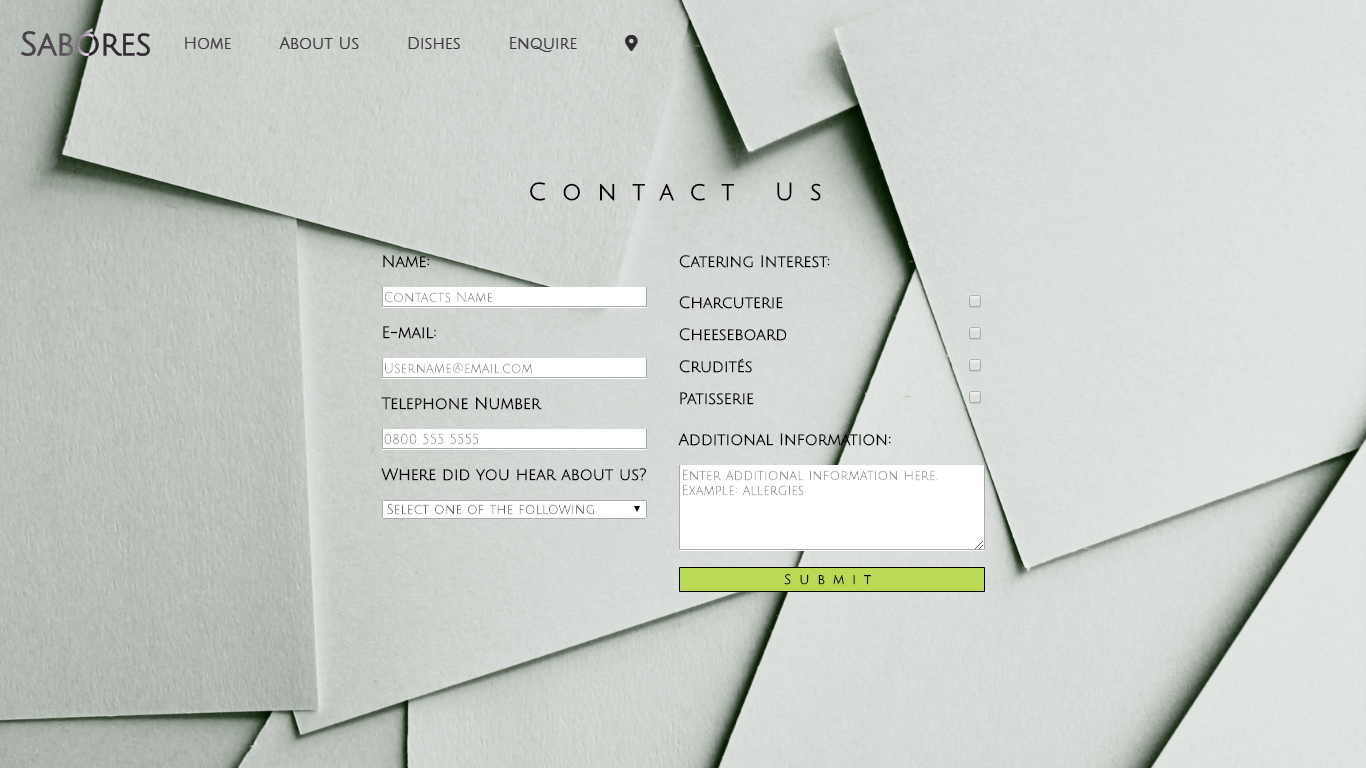 Sabóres
Home
About Us
Dishes
Enquire
Contact Us
Name:
Contacts Name
E-mail:
Username@email.com
Telephone Number
0800 555 5555
Where did you hear about us?
Select one of the following
Catering Interest:
Charcuterie
Cheeseboard
Crudités
Patisserie
Additional Information:
Enter additional information here.
Example: allergies
Submit